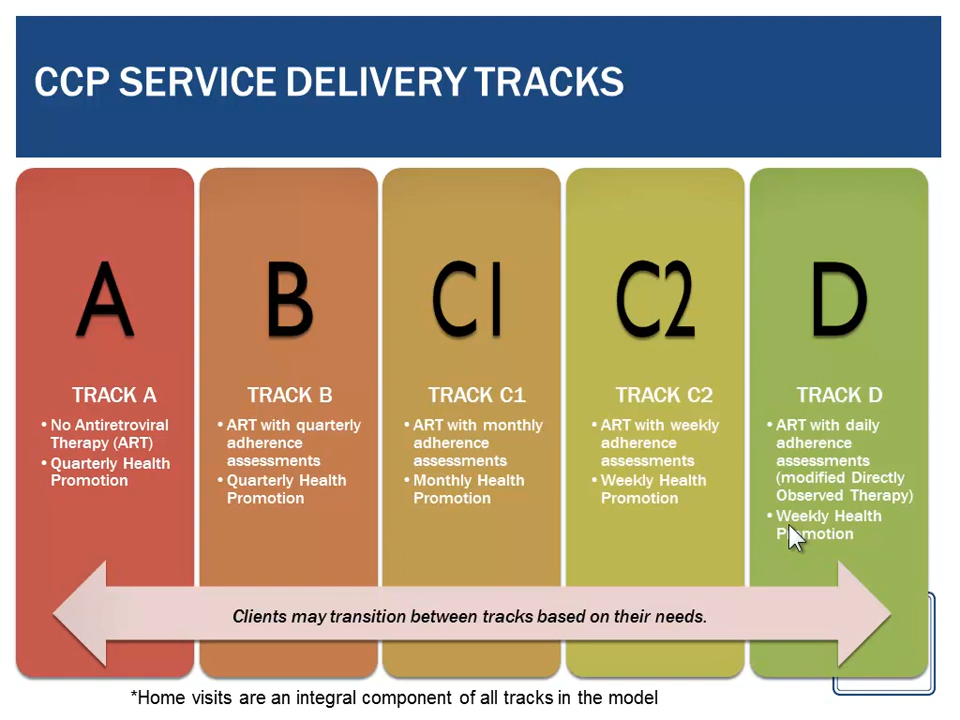 CCP SERVICE DELIVERY TRACKS
A
TRACK A
• No Antiretroviral
Therapy (ART)
• Quarterly Health
Promotion
B
TRACK B
• ART with quarterly
adherence
assessments
• Quarterly Health
Promotion
C1
TRACK C1
• ART with monthly
adherence
assessments
• Monthly Health
Promotion
C2
TRACK C2
• ART with weekly
adherence
assessments
• Weekly Health
Promotion
D
TRACK D
• ART with daily
adherence
assessments
(modified Directly
Observed Therapy)
• Weekly Health
Promotion
Clients may transition between tracks based on their needs.
*Home visits are an integral component of all tracks in the model